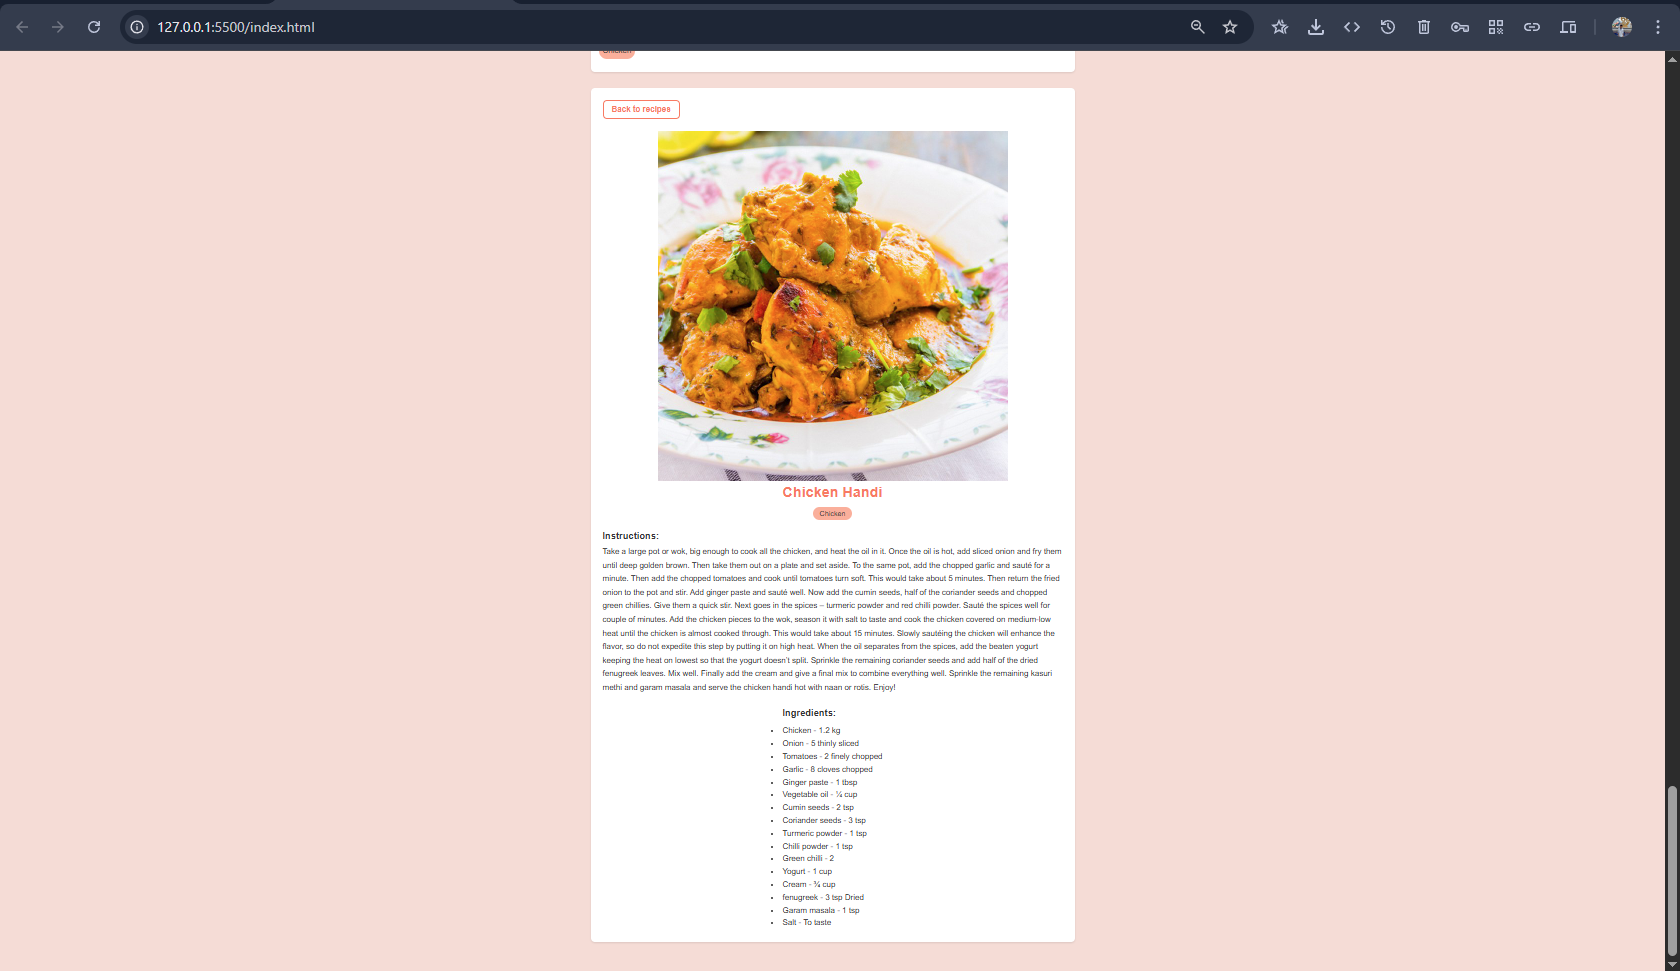 127.0.0.1:5500/index.html
Chicken
Back to recipes
Chicken Handi
Chicken
Instructions:
Take a large pot or wok, big enough to cook all the chicken, and heat the oil in it. Once the oil is hot, add sliced onion and fry them
until deep golden brown. Then take them out on a plate and set aside. To the same pot, add the chopped garlic and sauté for a
minute. Then add the chopped tomatoes and cook until tomatoes turn soft. This would take about 5 minutes. Then return the fried
onion to the pot and stir. Add ginger paste and sauté well. Now add the cumin seeds, half of the coriander seeds and chopped
green chillies. Give them a quick stir. Next goes in the spices – turmeric powder and red chilli powder. Sauté the spices well for
couple of minutes. Add the chicken pieces to the wok, season it with salt to taste and cook the chicken covered on medium-low
heat until the chicken is almost cooked through. This would take about 15 minutes. Slowly sautéing the chicken will enhance the
flavor, so do not expedite this step by putting it on high heat. When the oil separates from the spices, add the beaten yogurt
keeping the heat on lowest so that the yogurt doesn’t split. Sprinkle the remaining coriander seeds and add half of the dried
fenugreek leaves. Mix well. Finally add the cream and give a final mix to combine everything well. Sprinkle the remaining kasuri
methi and garam masala and serve the chicken handi hot with naan or rotis. Enjoy!
Ingredients:
• Chicken - 1.2 kg
• Onion - 5 thinly sliced
• Tomatoes - 2 finely chopped
• Garlic - 8 cloves chopped
• Ginger paste - 1 tbsp
• Vegetable oil - ¼ cup
• Cumin seeds - 2 tsp
• Coriander seeds - 3 tsp
• Turmeric powder - 1 tsp
• Chilli powder - 1 tsp
• Green chilli - 2
• Yogurt - 1 cup
• Cream - ¾ cup
• fenugreek - 3 tsp Dried
• Garam masala - 1 tsp
• Salt - To taste